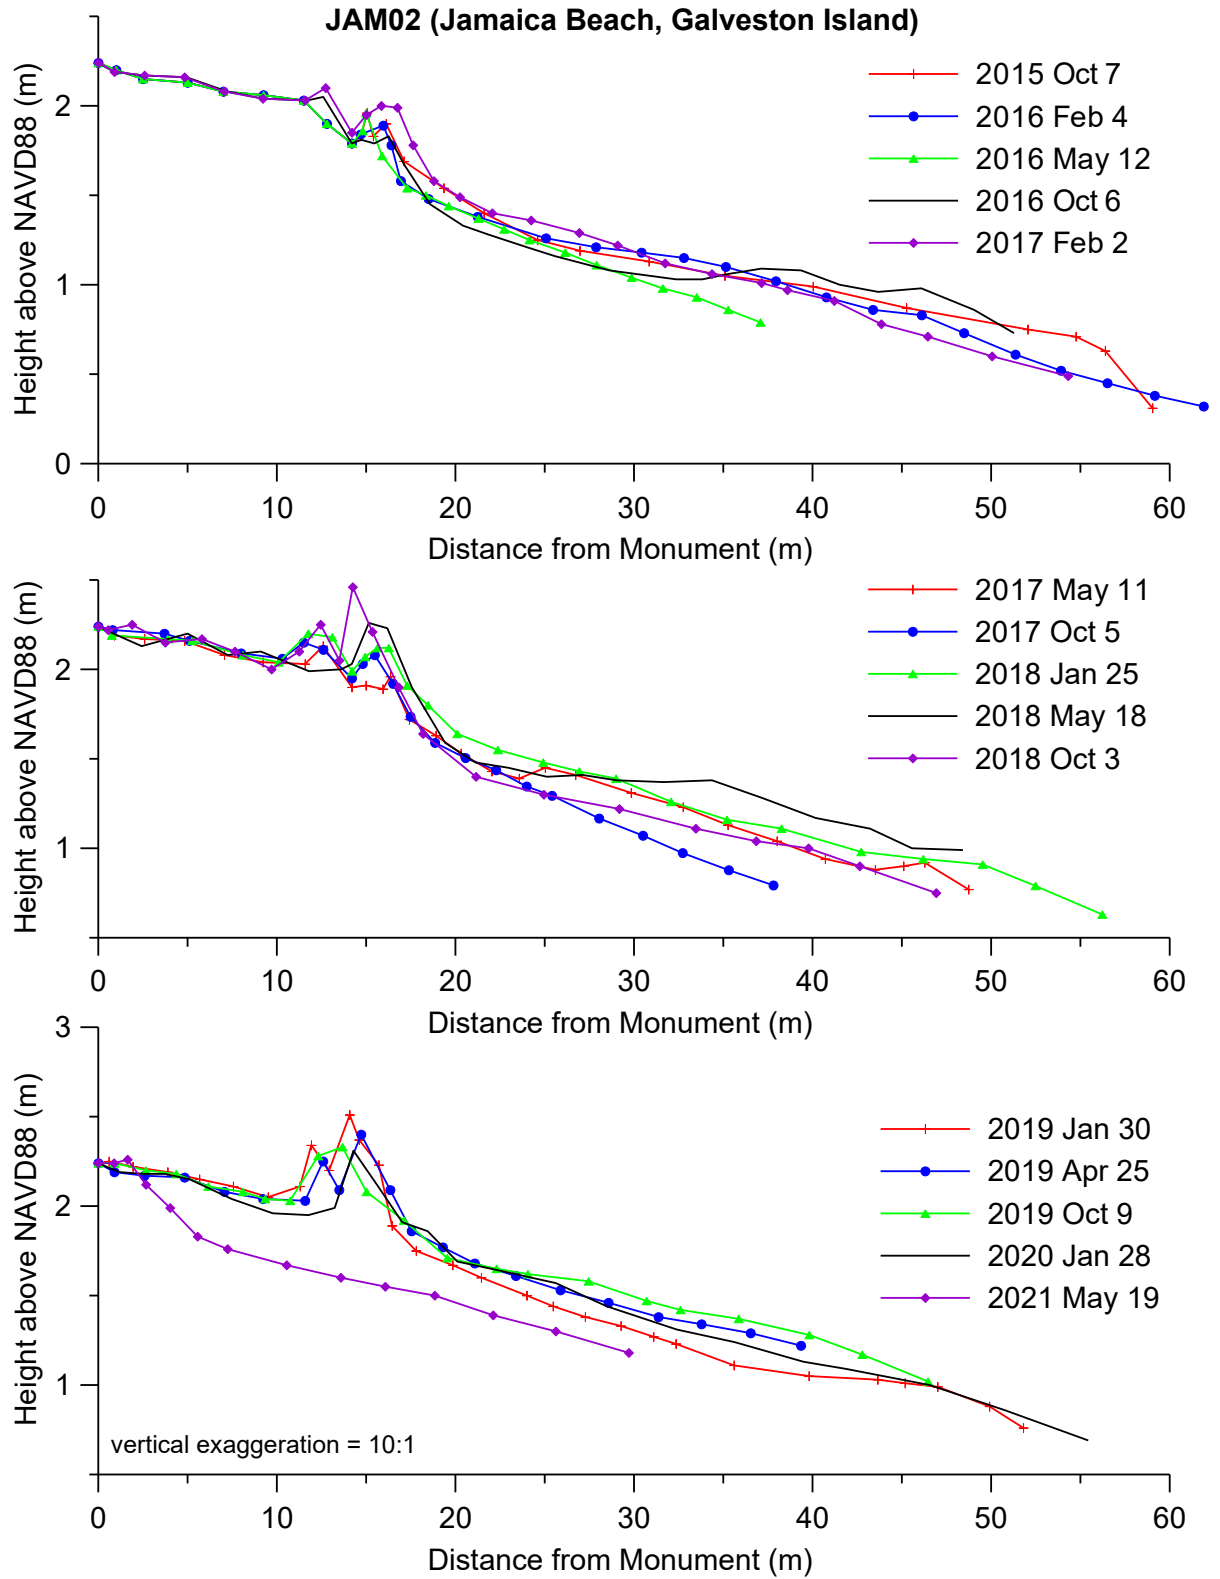 JAM02 (Jamaica Beach, Galveston Island)
Height above NAVD88 (m)
2
1
0
2015 Oct 7
2016 Feb 4
2016 May 12
2016 Oct 6
2017 Feb 2
0 10 20 30 40 50 60
Distance from Monument (m)
Height above NAVD88 (m)
2
1
2017 May 11
2017 Oct 5
2018 Jan 25
2018 May 18
2018 Oct 3
0 10 20 30 40 50 60
Distance from Monument (m)
Height above NAVD88 (m)
3
2
1
2019 Jan 30
2019 Apr 25
2019 Oct 9
2020 Jan 28
2021 May 19
vertical exaggeration = 10:1
0 10 20 30 40 50 60
Distance from Monument (m)